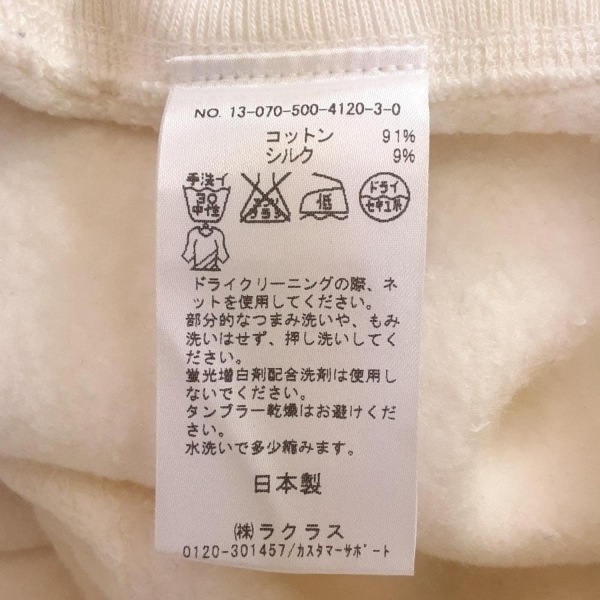 NO. 13-070-500-4120-3-0
コットン 91%
シルク 9%
手洗イ
30
中性
エンソ
サラシ
低
ドライ
セキユ系
ドライクリーニングの際、ネ
ットを使用してください。
部分的なつまみ洗いや、もみ
洗いはせず、押し洗いしてく
ださい。
蛍光増白剤配合洗剤は使用し
ないでください。
タンブラー乾燥はお避けくだ
さい。
水洗いで多少縮みます。
日本製
㈱ラクラス
0120-301457/カスタマーサポート